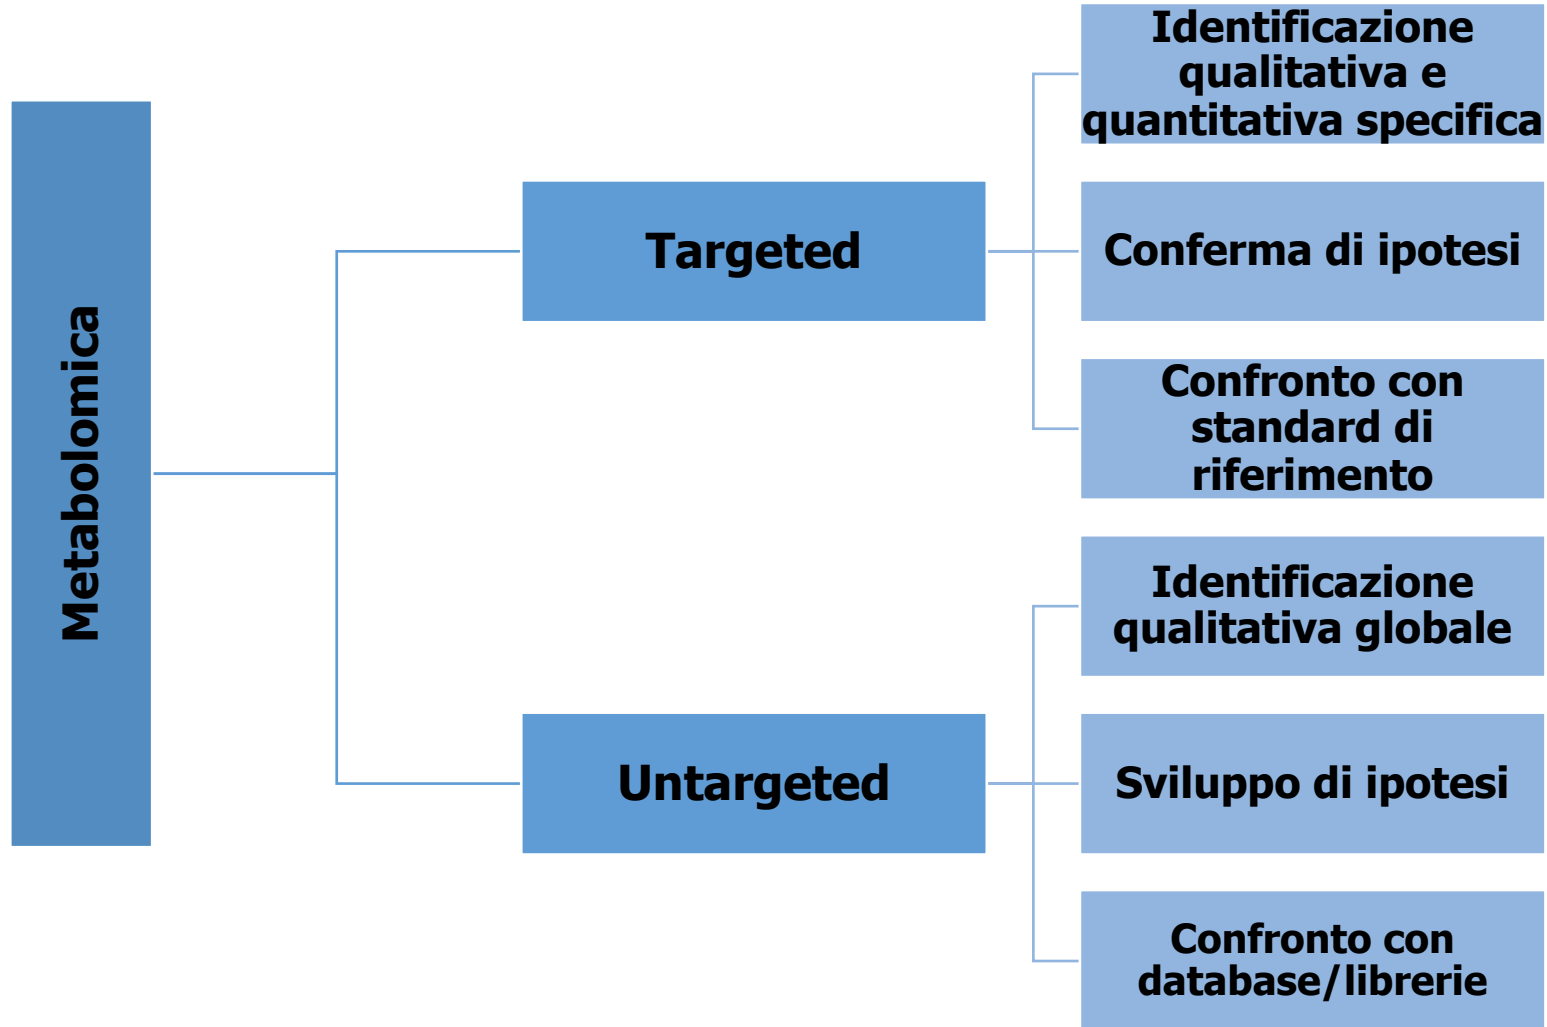 Metabolomica
Targeted
Identificazione
qualitativa e
quantitativa specifica
Conferma di ipotesi
Confronto con
standard di
riferimento
Untargeted
Identificazione
qualitativa globale
Sviluppo di ipotesi
Confronto con
database/librerie